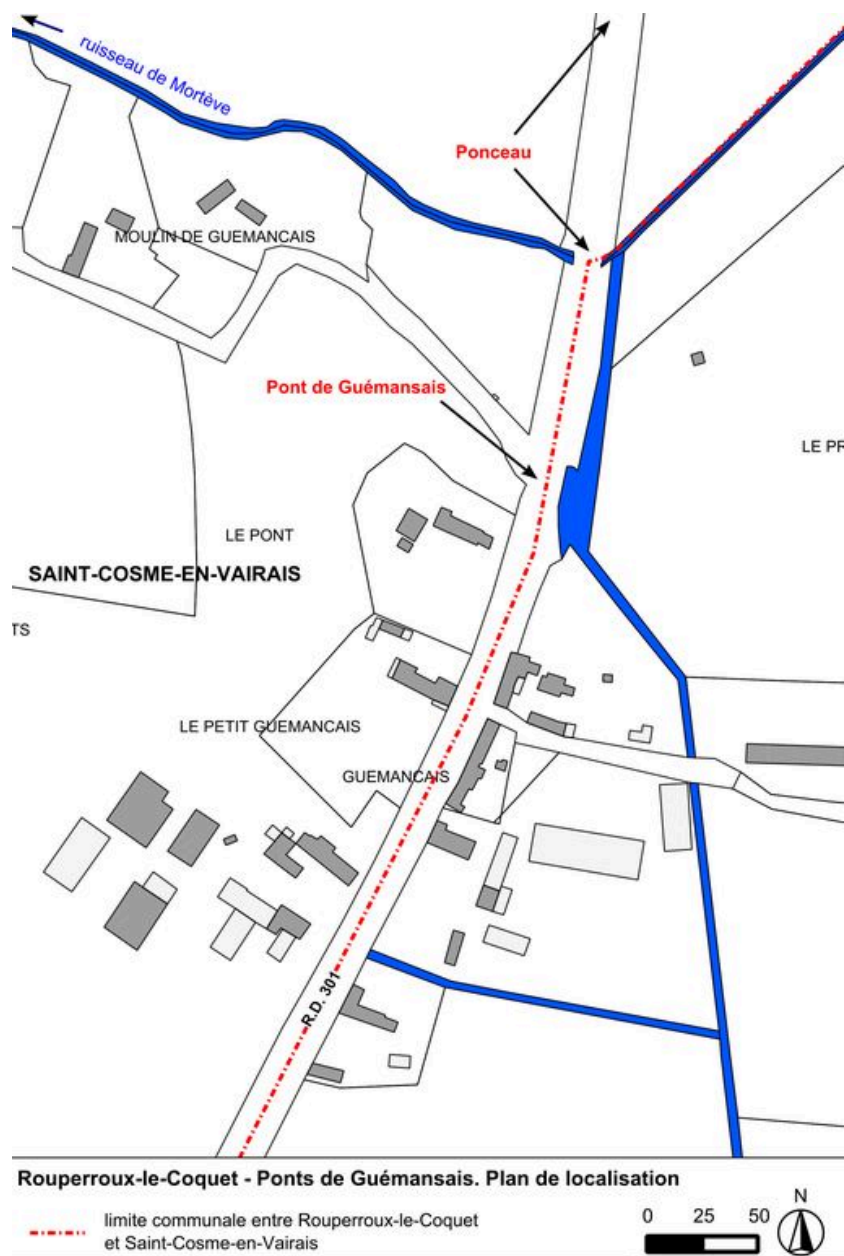 ruisseau de Mortève
Ponceau
MOULIN DE GUEMANCAIS
Pont de Guémansais
LE PR
LE PONT
SAINT-COSME-EN-VAIRAIS
TS
LE PETIT GUEMANCAIS
GUEMANCAIS
R.D. 301
Rouperroux-le-Coquet - Ponts de Guémansais. Plan de localisation
limite communale entre Rouperroux-le-Coquet
et Saint-Cosme-en-Vairais
0 25 50
N